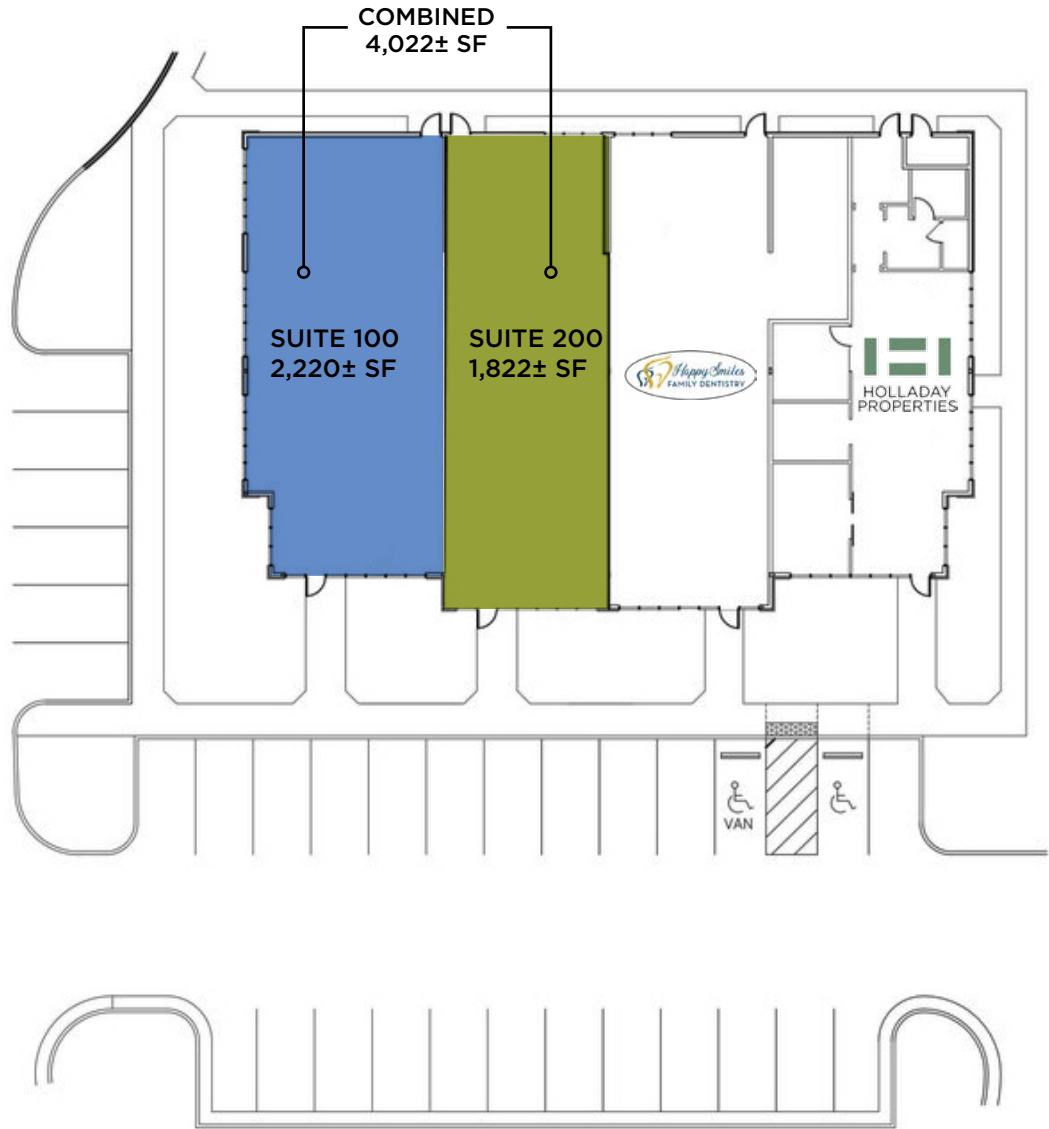 COMBINED
4,022± SF
SUITE 100
2,220± SF
SUITE 200
1,822± SF
Happy Smiles
FAMILY DENTISTRY
HOLLADAY
PROPERTIES
VAN